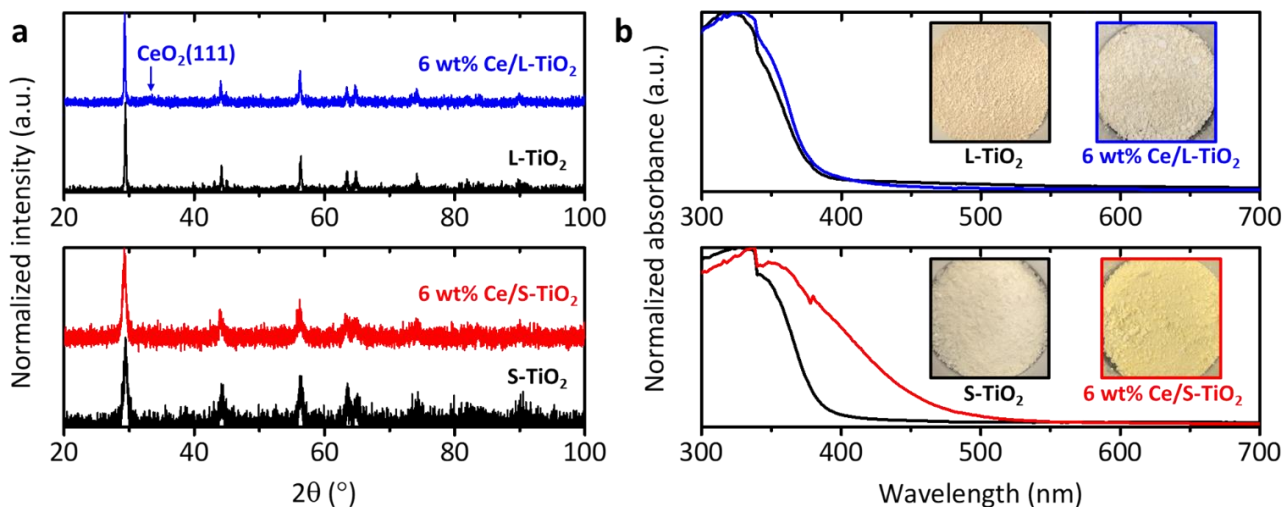 a
Normalized intensity (a.u.)
CeO₂(111)
6 wt% Ce/L-TiO₂
L-TiO₂
20 40 60 80 100
6 wt% Ce/S-TiO₂
S-TiO₂
20 40 60 80 100
2θ (°)
b
Normalized absorbance (a.u.)
L-TiO₂
6 wt% Ce/L-TiO₂
300 400 500 600 700
S-TiO₂
6 wt% Ce/S-TiO₂
300 400 500 600 700
Wavelength (nm)